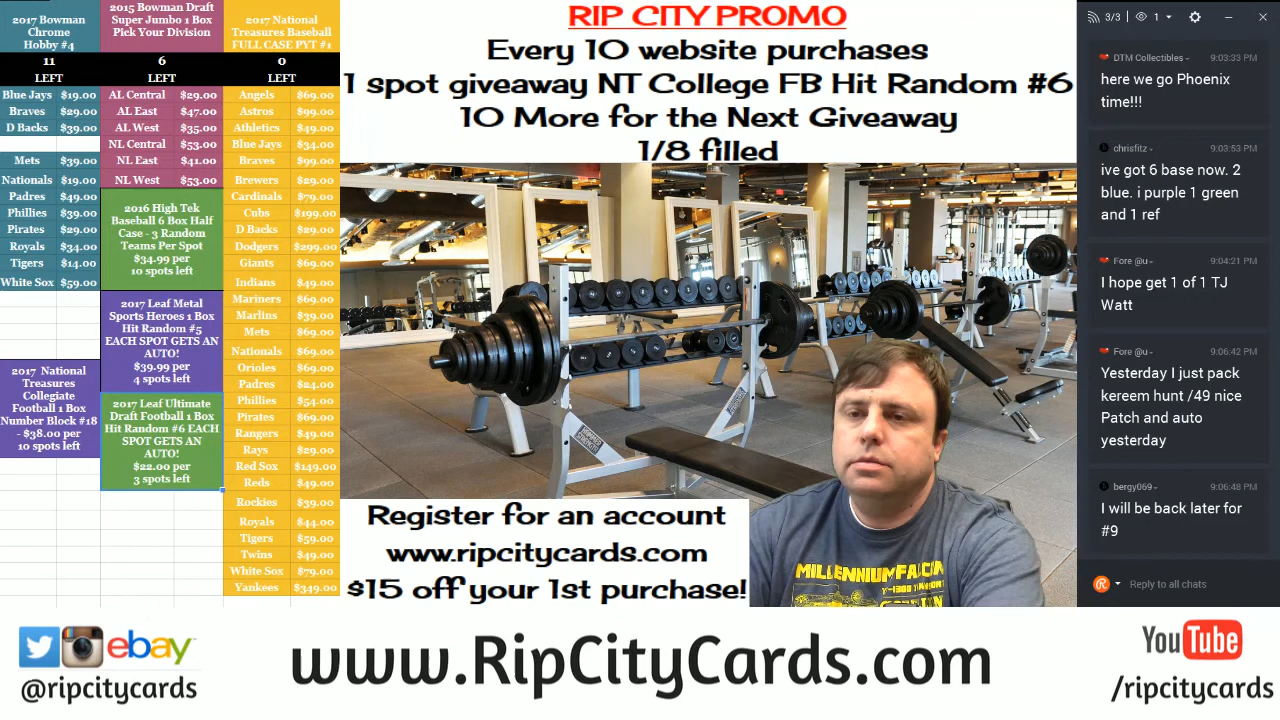 2017 Bowman
Chrome
Hobby #4
11
LEFT
Blue Jays $19.00
Braves $29.00
D Backs $39.00
Mets $39.00
Nationals $19.00
Padres $49.00
Phillies $39.00
Pirates $29.00
Royals $34.00
Tigers $14.00
White Sox $59.00
2017 National
Treasures
Collegiate
Football 1 Box
Number Block #18
- $38.00 per
10 spots left
2015 Bowman Draft
Super Jumbo 1 Box
Pick Your Division
6
LEFT
AL Central $29.00
AL East $47.00
AL West $35.00
NL Central $53.00
NL East $41.00
NL West $53.00
2016 High Tek
Baseball 6 Box Half
Case - 3 Random
Teams Per Spot
$34.99 per
10 spots left
2017 Leaf Metal
Sports Heroes 1 Box
Hit Random #5
EACH SPOT GETS AN
AUTO!
$39.99 per
4 spots left
2017 Leaf Ultimate
Draft Football 1 Box
Hit Random #6 EACH
SPOT GETS AN
AUTO!
$22.00 per
3 spots left
2017 National
Treasures Baseball
FULL CASE PYT #1
0
LEFT
Angels $69.00
Astros $99.00
Athletics $49.00
Blue Jays $34.00
Braves $99.00
Brewers $29.00
Cardinals $79.00
Cubs $199.00
D Backs $29.00
Dodgers $299.00
Giants $69.00
Indians $49.00
Mariners $69.00
Marlins $39.00
Mets $69.00
Nationals $69.00
Orioles $69.00
Padres $24.00
Phillies $54.00
Pirates $69.00
Rangers $49.00
Rays $29.00
Red Sox $149.00
Reds $49.00
Rockies $39.00
Royals $44.00
Tigers $59.00
Twins $49.00
White Sox $79.00
Yankees $349.00
RIP CITY PROMO
Every 10 website purchases
1 spot giveaway NT College FB Hit Random #6
10 More for the Next Giveaway
1/8 filled
Register for an account
www.ripcitycards.com
$15 off your 1st purchase!
MILLENNIUM FALCON
3/3 1
DTM Collectibles 9:03:33 PM
here we go Phoenix
time!!!
chrisfitz 9:03:53 PM
ive got 6 base now. 2
blue. i purple 1 green
and 1 ref
Fore @u 9:04:21 PM
I hope get 1 of 1 TJ
Watt
Fore @u 9:06:42 PM
Yesterday I just pack
kereem hunt /49 nice
Patch and auto
yesterday
bergy069 9:06:48 PM
I will be back later for
#9
Reply to all chats
ebay
@ripcitycards
www.RipCityCards.com
YouTube
/ripcitycards